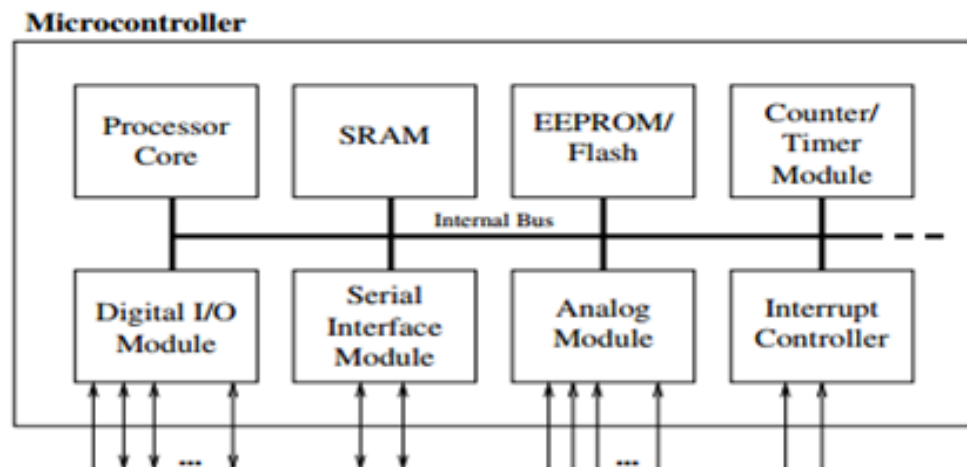 Microcontroller
Processor
Core
SRAM
EEPROM/
Flash
Counter/
Timer
Module
Internal Bus
Digital I/O
Module
Serial
Interface
Module
Analog
Module
Interrupt
Controller
...
...